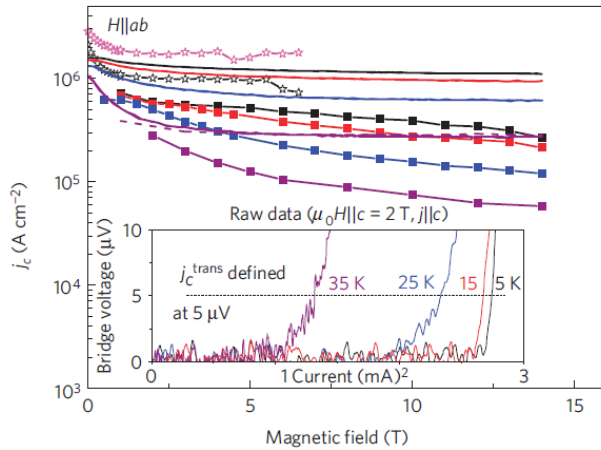 H||ab
10⁶
10⁵
10⁴
10³
j_c (A cm⁻²)
0
5
10
15
Magnetic field (T)
Raw data (μ₀H||c = 2 T, j||c)
Bridge voltage (μV)
10
5
0
j_c^trans defined
at 5 μV
35 K
25 K
15
5 K
0
1
Current (mA)
2
3